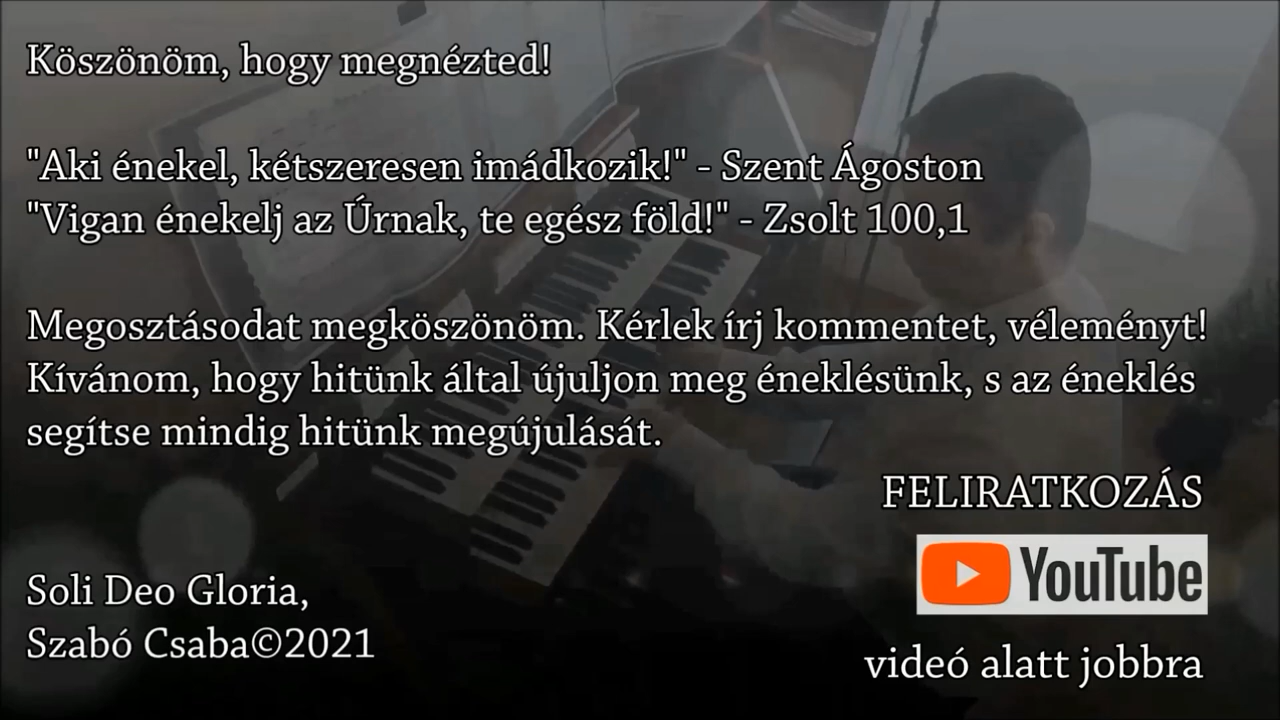 Köszönöm, hogy megnézted!
"Aki énekel, kétszeresen imádkozik!" - Szent Ágoston
"Vigan énekelj az Úrnak, te egész föld!" - Zsolt 100,1
Megosztásodat megköszönöm. Kérlek írj kommentet, véleményt!
Kívánom, hogy hitünk által újuljon meg éneklésünk, s az éneklés
segítse mindig hitünk megújulását.
FELIRATKOZÁS
YouTube
videó alatt jobbra
Soli Deo Gloria,
Szabó Csaba©2021